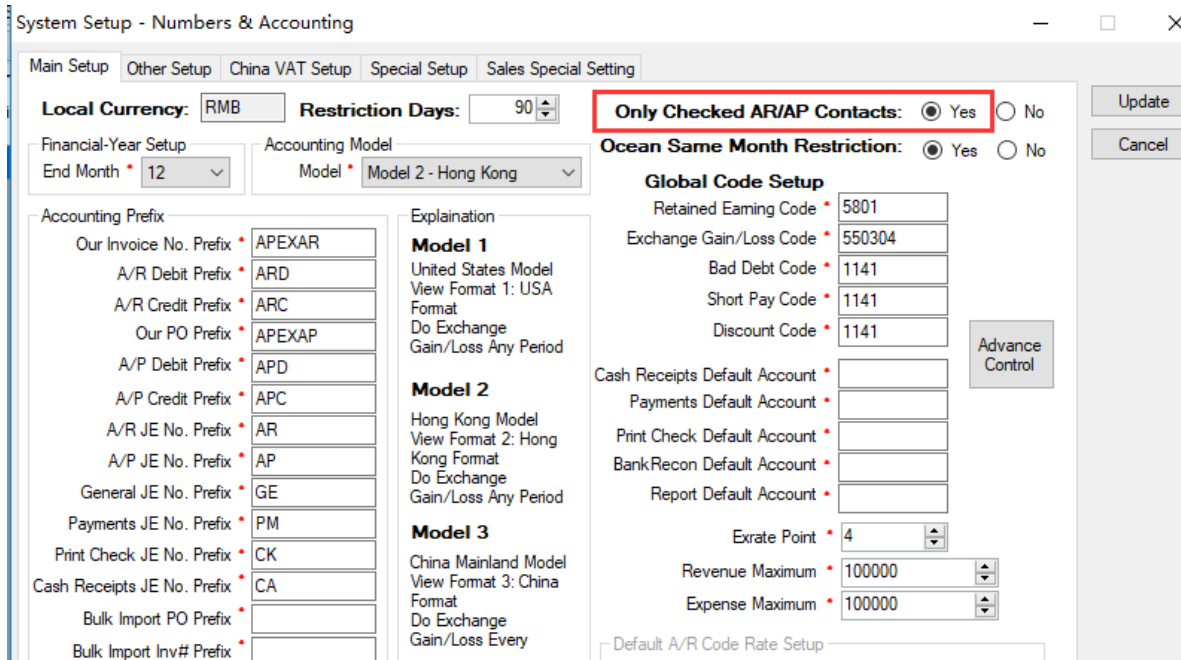 System Setup - Numbers & Accounting
Main Setup Other Setup China VAT Setup Special Setup Sales Special Setting
Local Currency: RMB Restriction Days: 90 Only Checked AR/AP Contacts: Yes No Update
Financial-Year Setup Accounting Model Ocean Same Month Restriction: Yes No Cancel
End Month * 12 Model * Model 2 - Hong Kong
Global Code Setup
Accounting Prefix
Our Invoice No. Prefix * APEXAR
A/R Debit Prefix * ARD
A/R Credit Prefix * ARC
Our PO Prefix * APEXAP
A/P Debit Prefix * APD
A/P Credit Prefix * APC
A/R JE No. Prefix * AR
A/P JE No. Prefix * AP
General JE No. Prefix * GE
Payments JE No. Prefix * PM
Print Check JE No. Prefix * CK
Cash Receipts JE No. Prefix * CA
Bulk Import PO Prefix *
Bulk Import Inv# Prefix *
Explaination
Model 1
United States Model
View Format 1: USA
Format
Do Exchange
Gain/Loss Any Period
Model 2
Hong Kong Model
View Format 2: Hong
Kong Format
Do Exchange
Gain/Loss Any Period
Model 3
China Mainland Model
View Format 3: China
Format
Do Exchange
Gain/Loss Every
Retained Earning Code * 5801
Exchange Gain/Loss Code * 550304
Bad Debt Code * 1141
Short Pay Code * 1141
Discount Code * 1141
Advance
Control
Cash Receipts Default Account *
Payments Default Account *
Print Check Default Account *
BankRecon Default Account *
Report Default Account *
Exrate Point * 4
Revenue Maximum * 100000
Expense Maximum * 100000
Default A/R Code Rate Setup